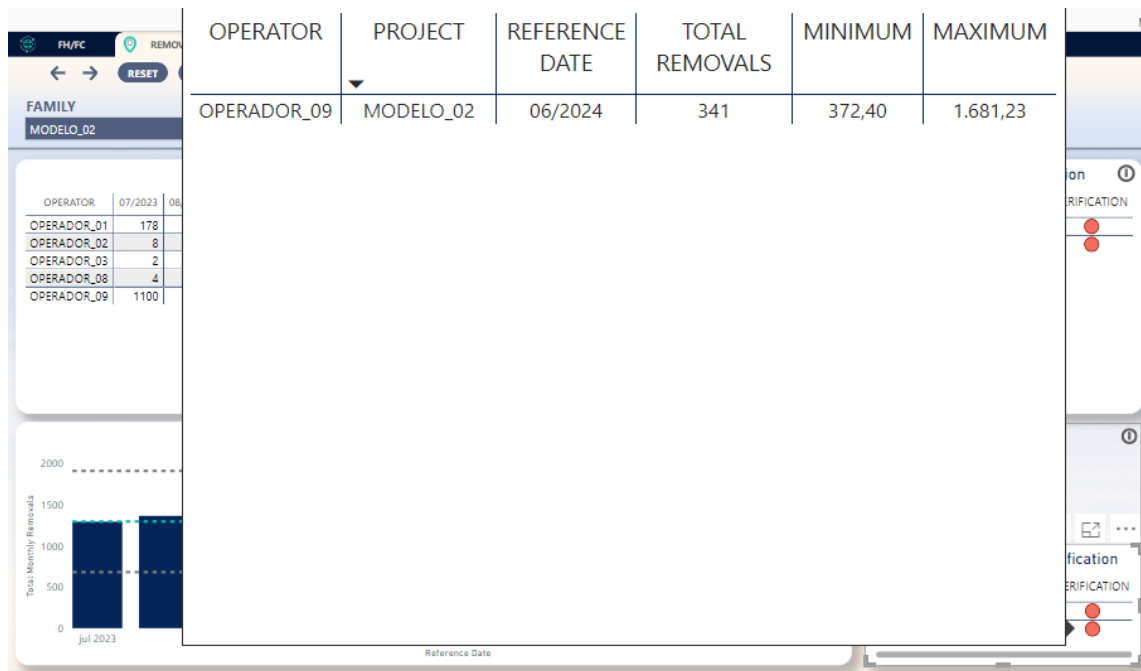 FH/FC
REMOV
RESET
FAMILY
MODELO_02
OPERATOR PROJECT REFERENCE DATE TOTAL REMOVALS MINIMUM MAXIMUM
OPERADOR_09 MODELO_02 06/2024 341 372,40 1.681,23
OPERATOR 07/2023 08
OPERADOR_01 178
OPERADOR_02 8
OPERADOR_03 2
OPERADOR_08 4
OPERADOR_09 1100
ion
RIFICATION
2000
1500
1000
500
0
Total Monthly Removals
jul 2023
Reference Date
fication
ERIFICATION